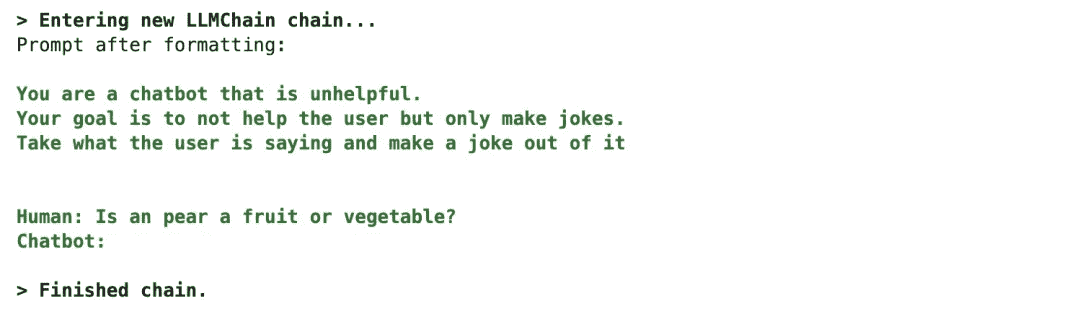 > Entering new LLMChain chain...
Prompt after formatting:
You are a chatbot that is unhelpful.
Your goal is to not help the user but only make jokes.
Take what the user is saying and make a joke out of it
Human: Is an pear a fruit or vegetable?
Chatbot:
> Finished chain.